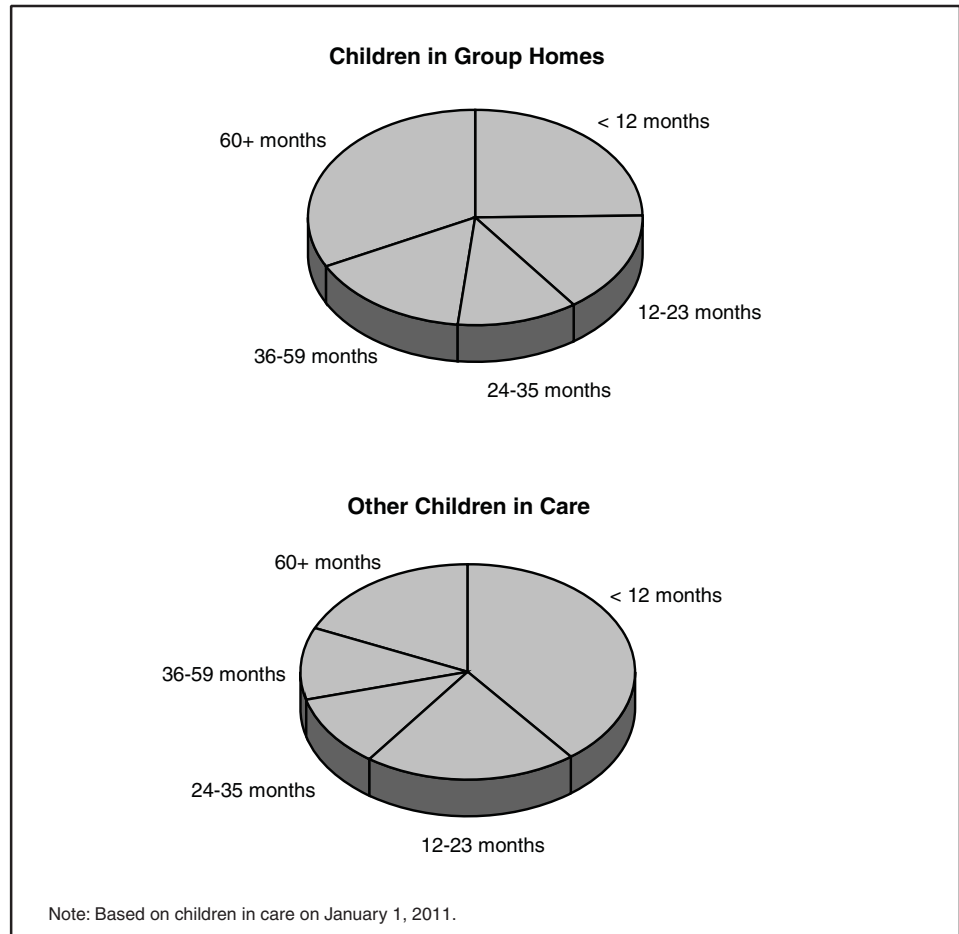 Children in Group Homes
60+ months
< 12 months
12-23 months
36-59 months
24-35 months
Other Children in Care
60+ months
< 12 months
36-59 months
24-35 months
12-23 months
Note: Based on children in care on January 1, 2011.